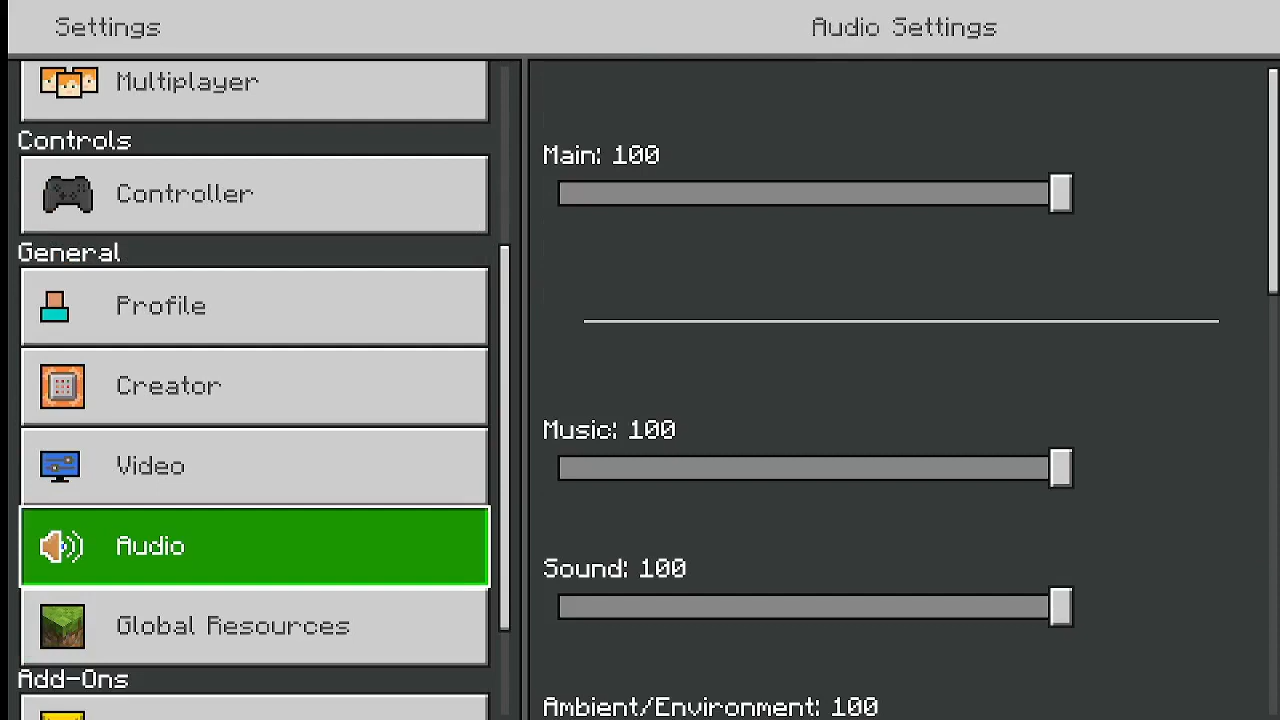 Settings
Audio Settings
Multiplayer
Controls
Controller
General
Profile
Creator
Video
Audio
Global Resources
Add-Ons
Main: 100
Music: 100
Sound: 100
Ambient/Environment: 100